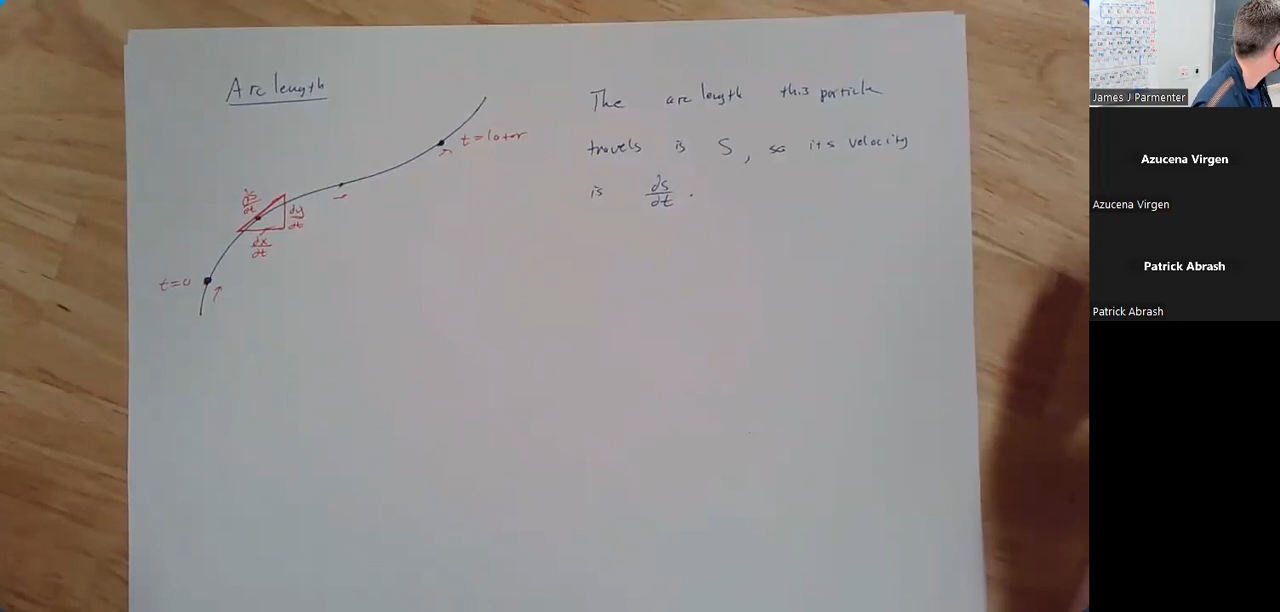 Arc length
t=later
ds
dt
dy
dt
dx
dt
t=0
The arc length this particle
travels is S, so its velocity
is ds/dt.
James J Parmenter
Azucena Virgen
Azucena Virgen
Patrick Abrash
Patrick Abrash